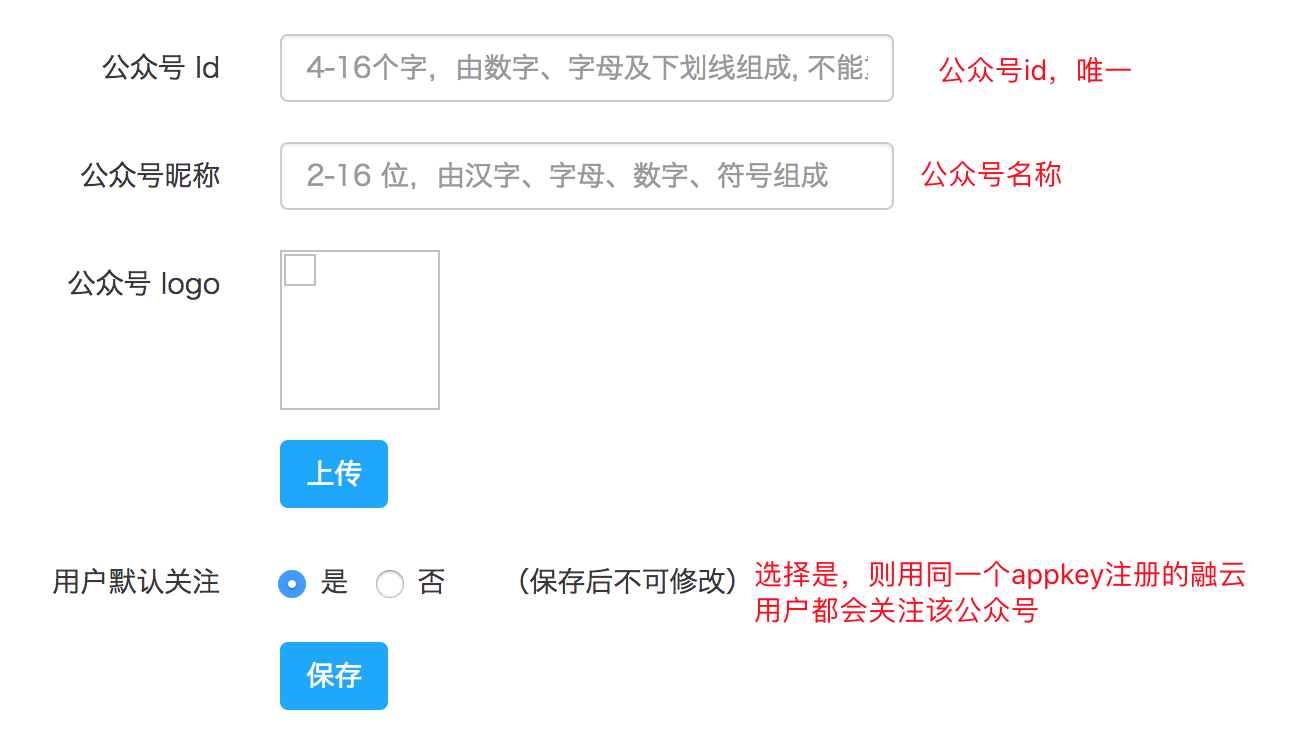 公众号 Id
4-16个字，由数字、字母及下划线组成, 不能
公众号id，唯一
公众号昵称
2-16 位，由汉字、字母、数字、符号组成
公众号名称
公众号 logo
上传
用户默认关注
是
否
（保存后不可修改）
选择是，则用同一个appkey注册的融云
用户都会关注该公众号
保存